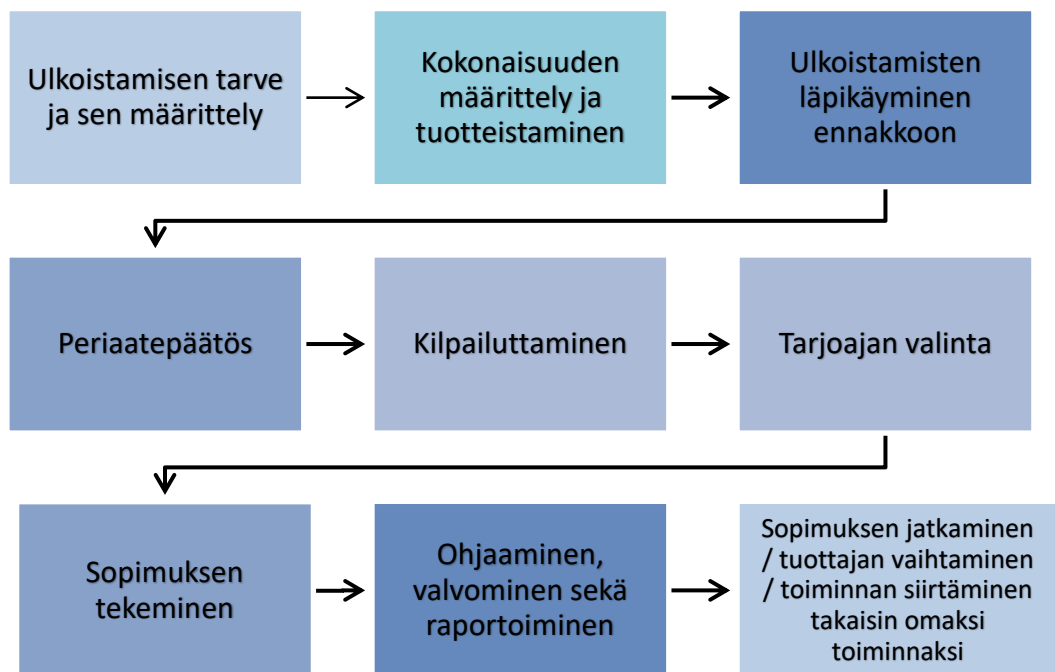 Ulkoistamisen tarve
ja sen määrittely
Kokonaisuuden
määrittely ja
tuotteistaminen
Ulkoistamisten
läpikäyminen
ennakkoon
Periaatepäätös
Kilpailuttaminen
Tarjoajan valinta
Sopimuksen
tekeminen
Ohjaaminen,
valvominen sekä
raportoiminen
Sopimuksen jatkaminen
/ tuottajan vaihtaminen
/ toiminnan siirtäminen
takaisin omaksi
toiminnaksi